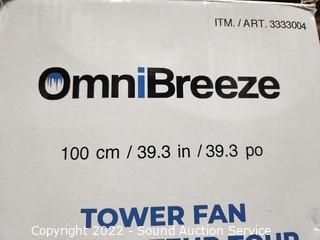 ITM. / ART. 3333004
OmniBreeze
100 cm / 39.3 in / 39.3 po
TOWER FAN
Copyright 2022 - Sound Auction Service